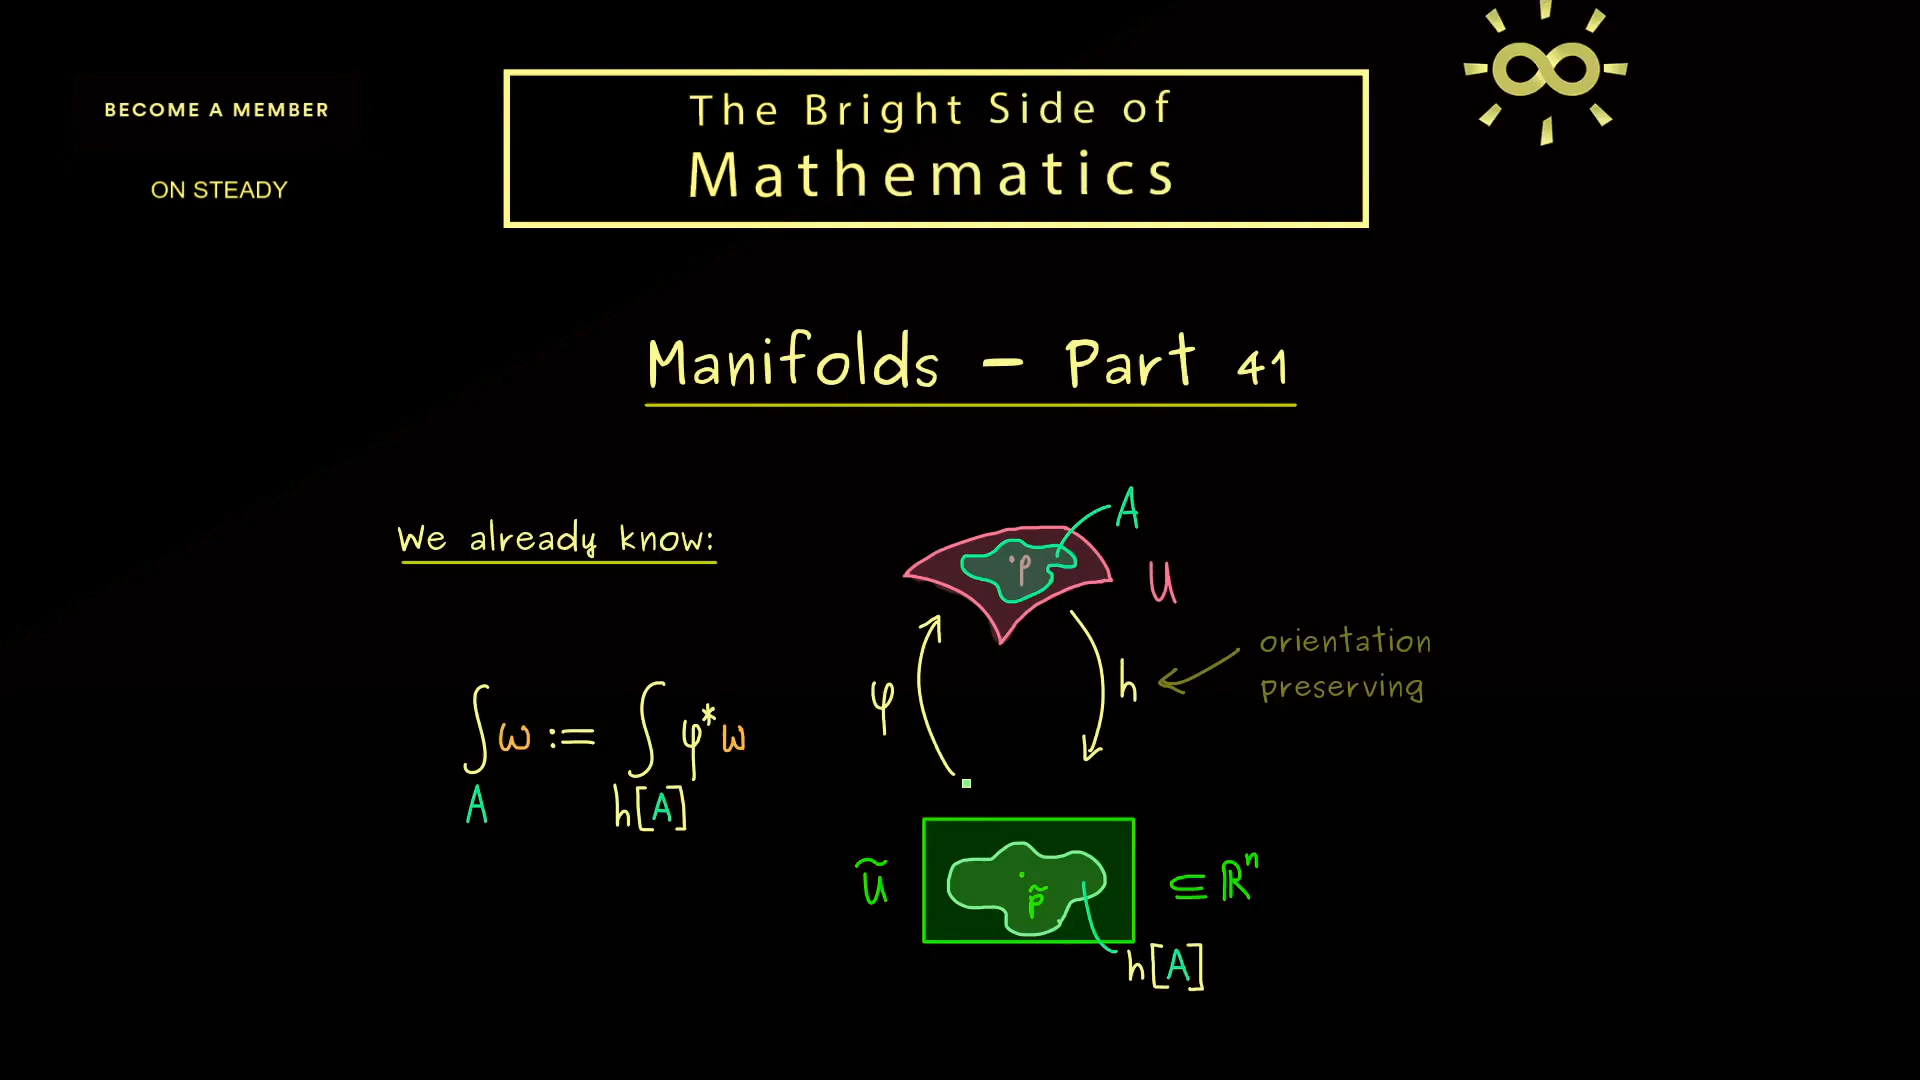 BECOME A MEMBER
ON STEADY
The Bright Side of
Mathematics
Manifolds - Part 41
We already know:
A
p
U
orientation
preserving
φ
h
∫ω := ∫φ*ω
A h[A]
Ũ
p̃
⊆ ℝⁿ
h[A]